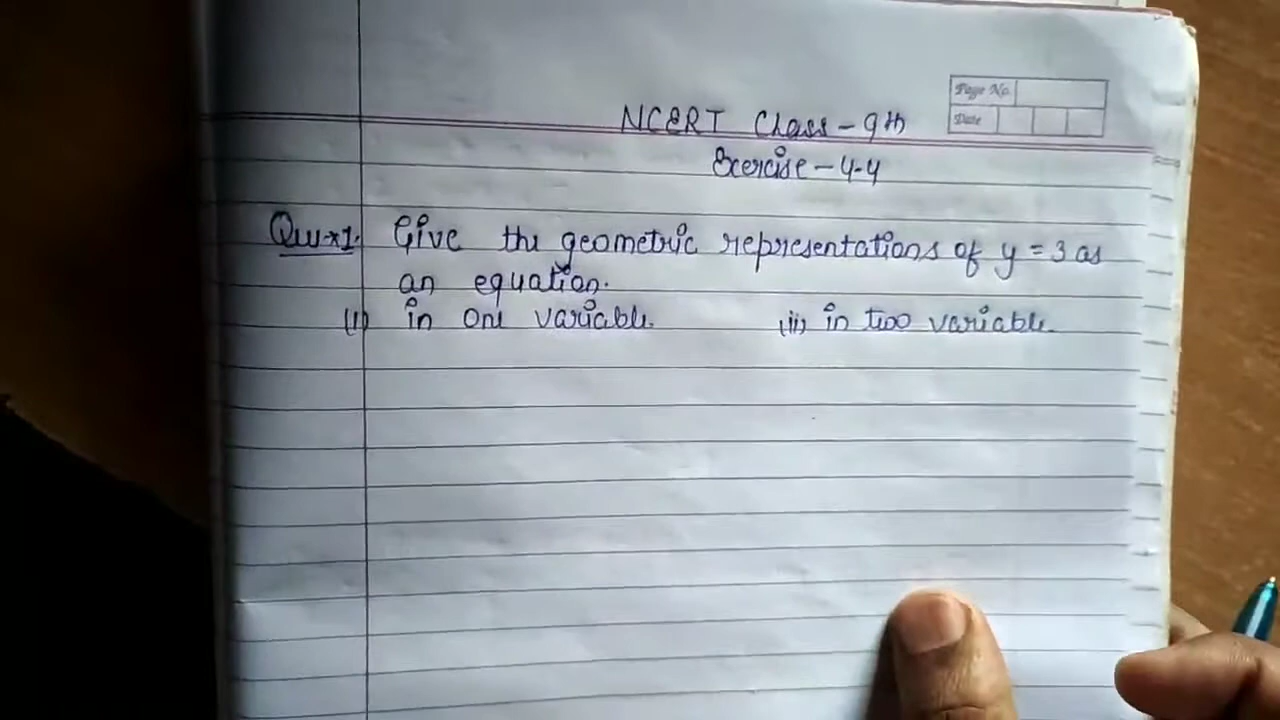 Page No.
Date
NCERT Class - 9th
Exercise - 4.4
Qu*1. Give the geometric representations of y = 3 as
an equation.
(i) in one variable. (ii) in two variable.